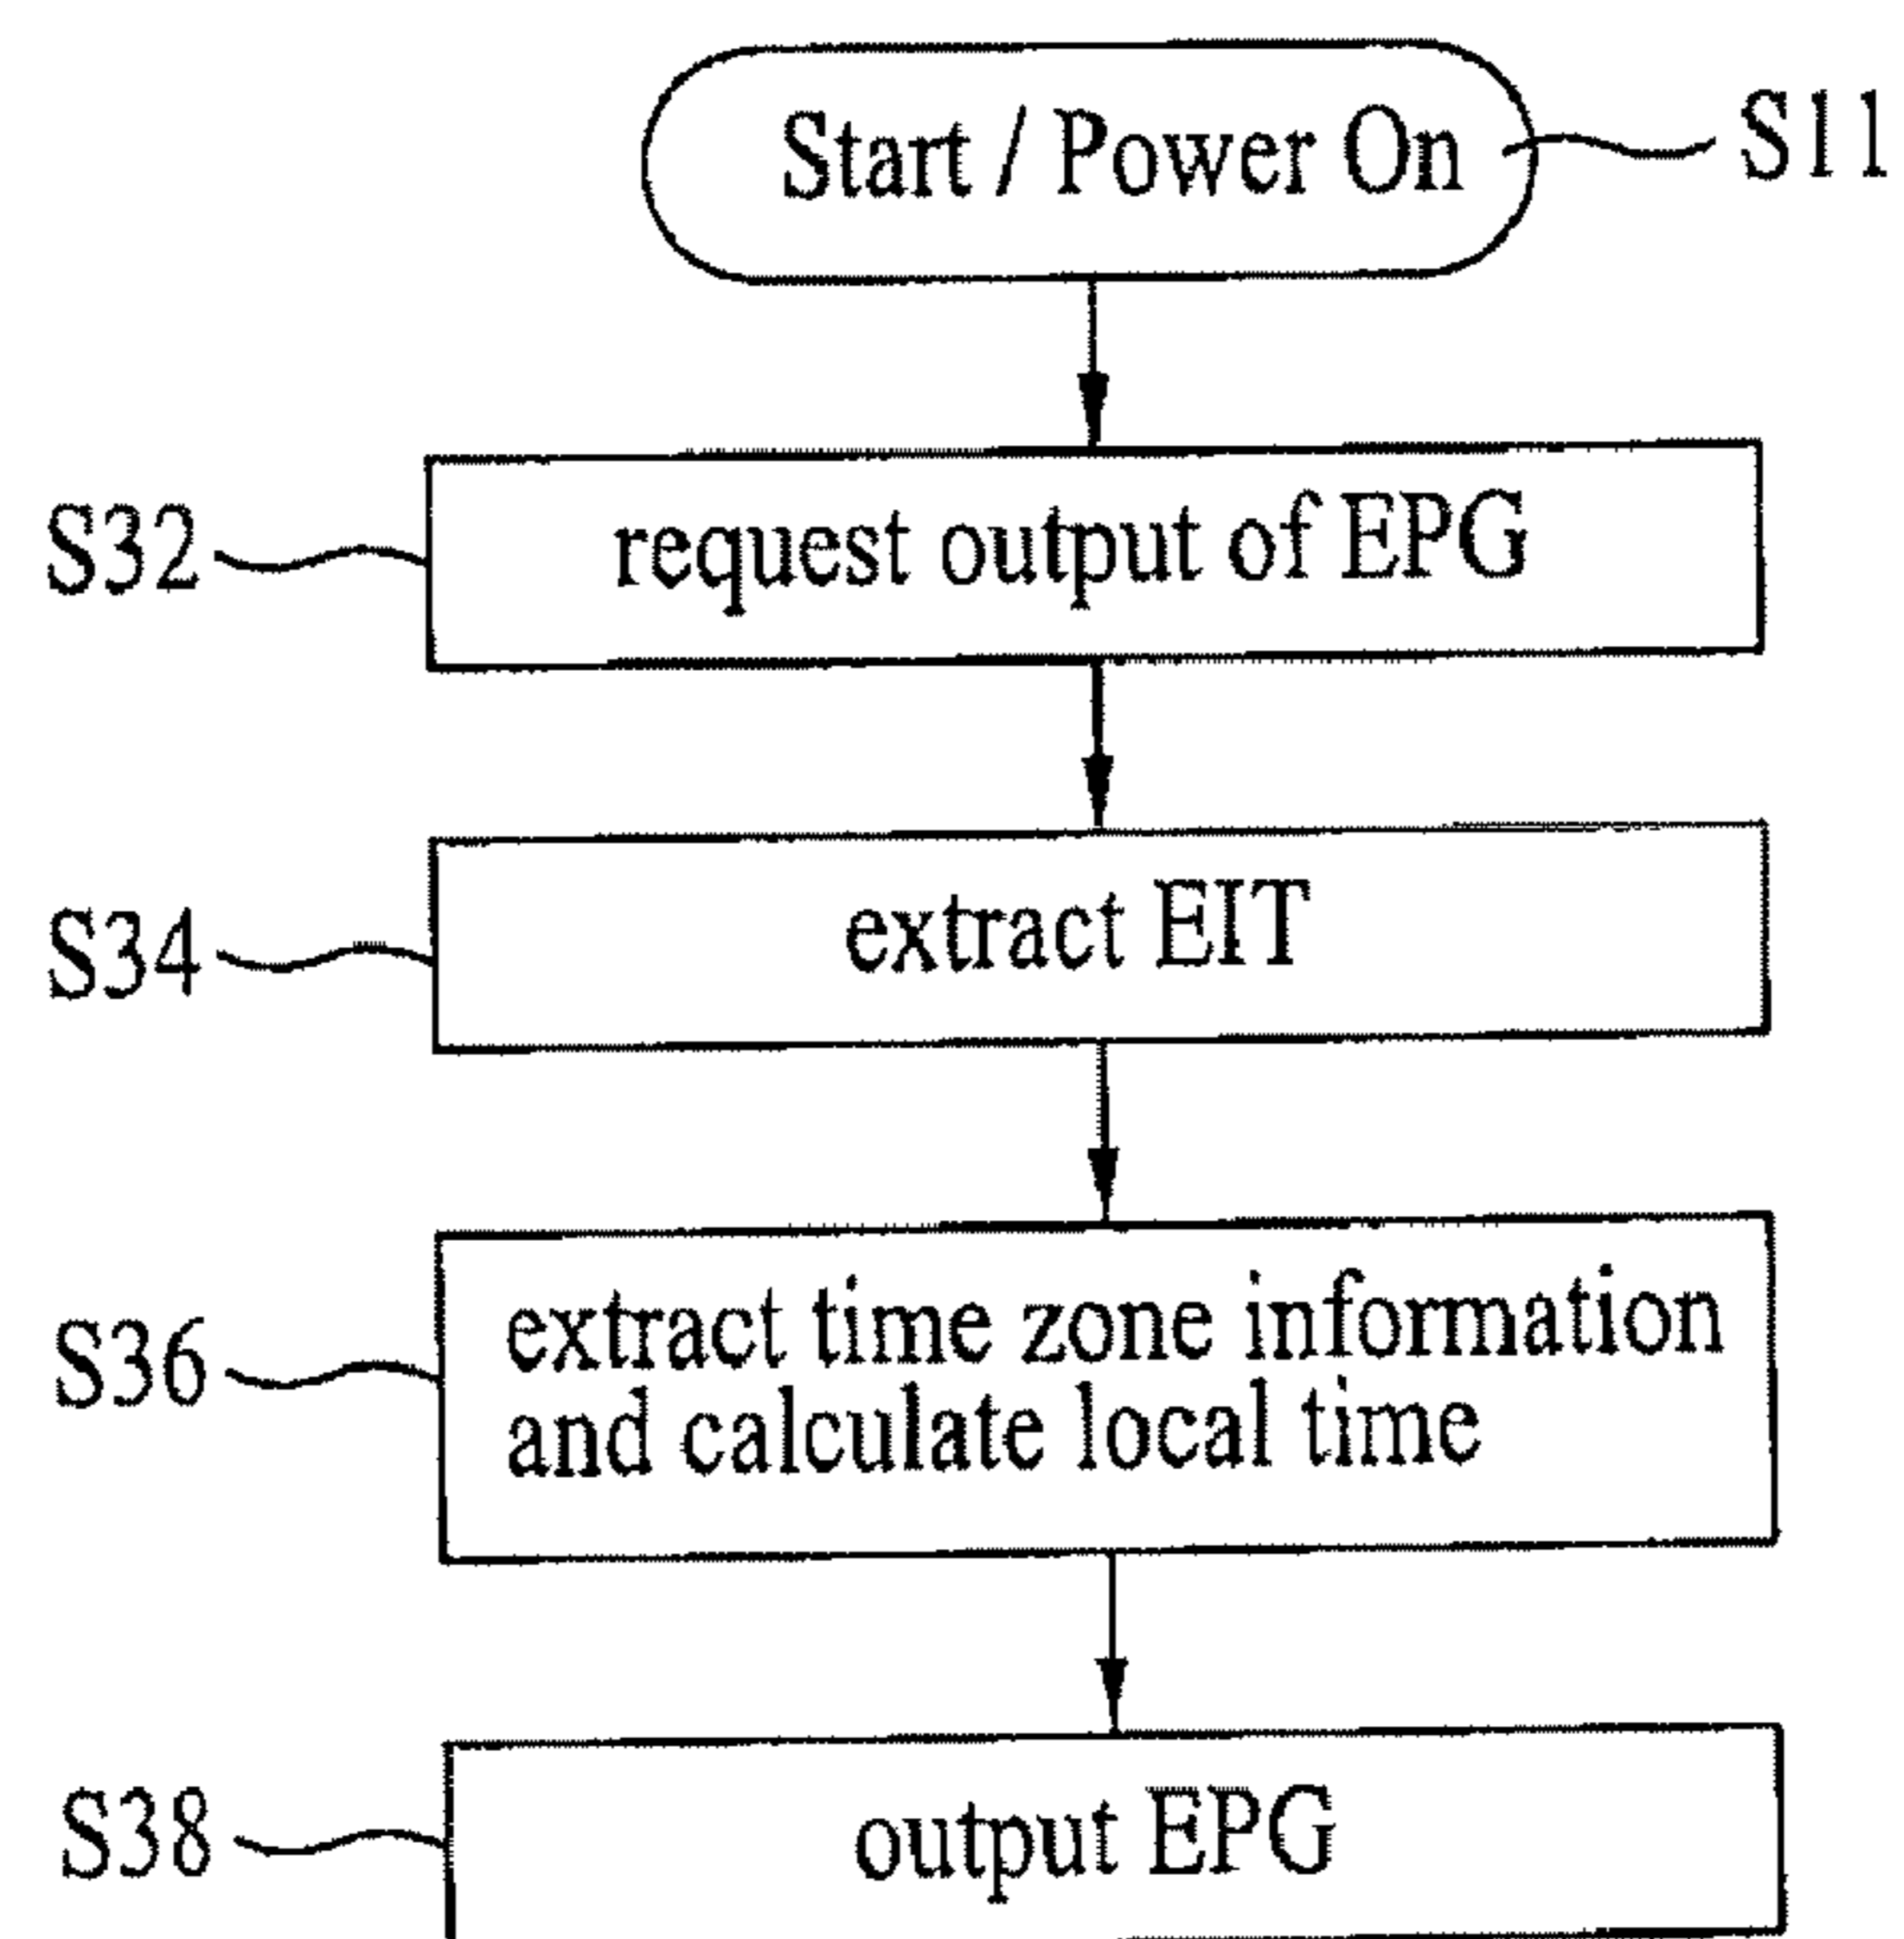 Start / Power On
S11
S32
request output of EPG
S34
extract EIT
S36
extract time zone information
and calculate local time
S38
output EPG